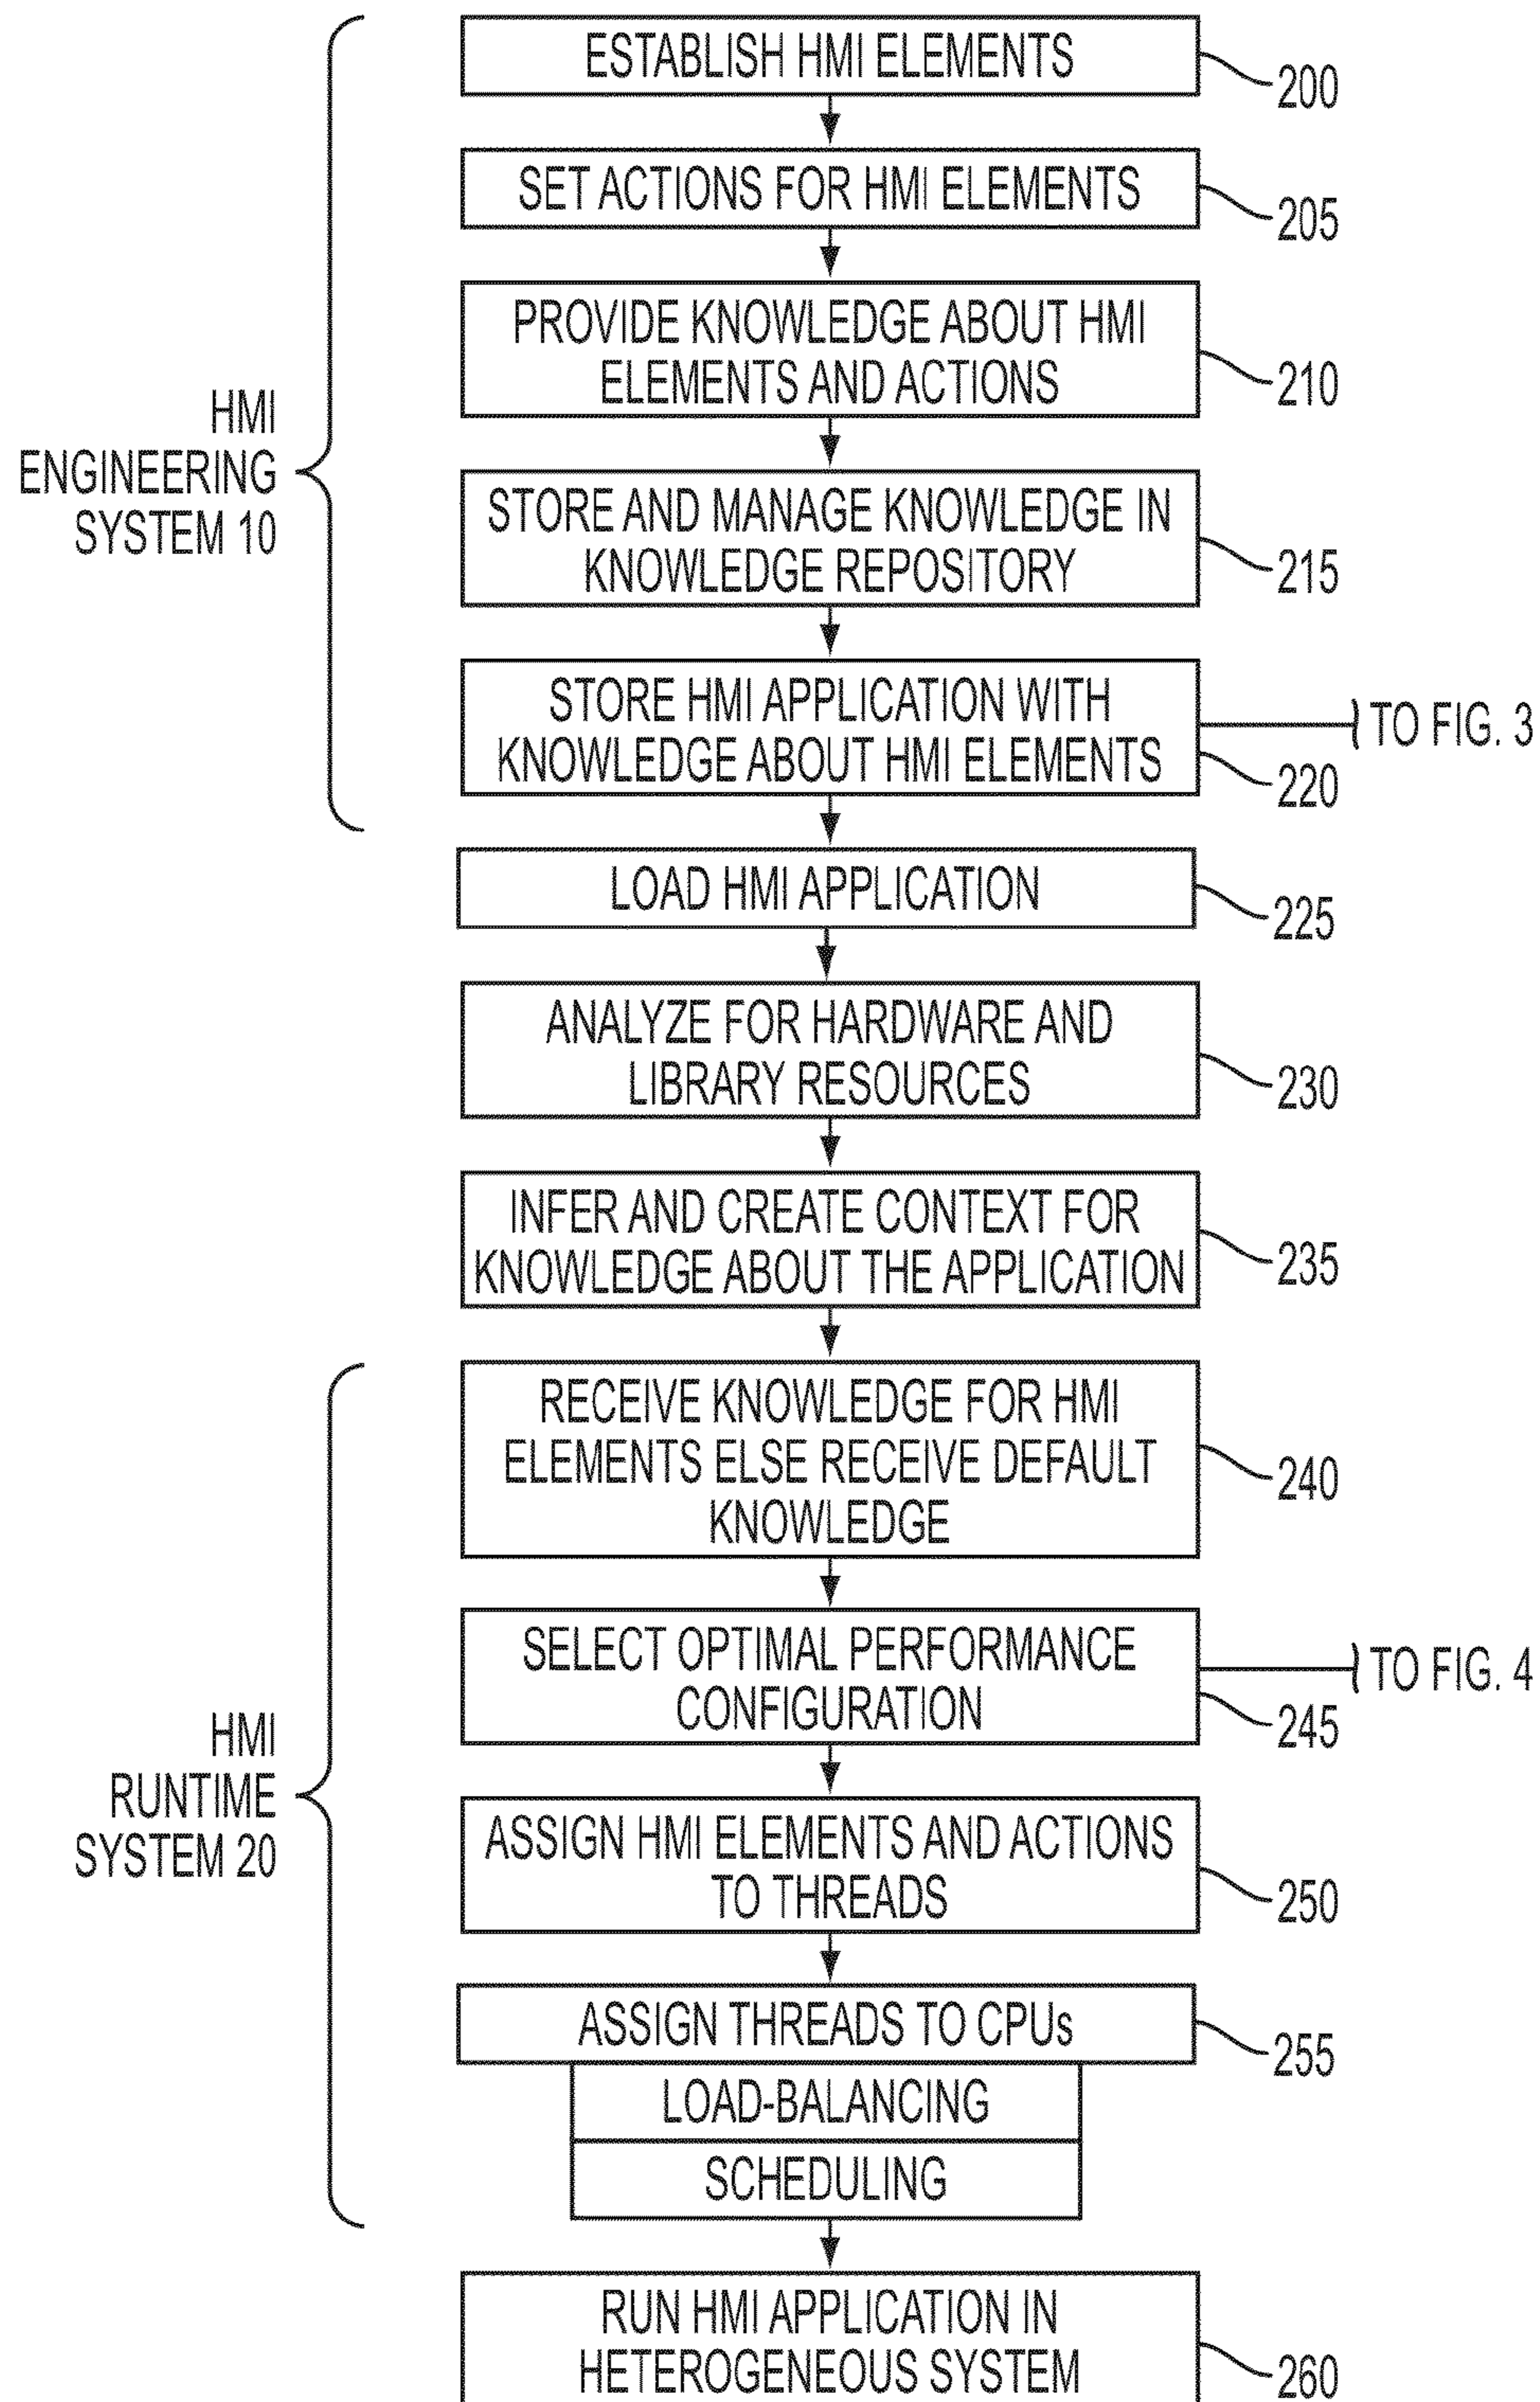 ESTABLISH HMI ELEMENTS
200
SET ACTIONS FOR HMI ELEMENTS
205
PROVIDE KNOWLEDGE ABOUT HMI
ELEMENTS AND ACTIONS
210
HMI
ENGINEERING
SYSTEM 10
STORE AND MANAGE KNOWLEDGE IN
KNOWLEDGE REPOSITORY
215
STORE HMI APPLICATION WITH
KNOWLEDGE ABOUT HMI ELEMENTS
TO FIG. 3
220
LOAD HMI APPLICATION
225
ANALYZE FOR HARDWARE AND
LIBRARY RESOURCES
230
INFER AND CREATE CONTEXT FOR
KNOWLEDGE ABOUT THE APPLICATION
235
RECEIVE KNOWLEDGE FOR HMI
ELEMENTS ELSE RECEIVE DEFAULT
KNOWLEDGE
240
SELECT OPTIMAL PERFORMANCE
CONFIGURATION
TO FIG. 4
245
HMI
RUNTIME
SYSTEM 20
ASSIGN HMI ELEMENTS AND ACTIONS
TO THREADS
250
ASSIGN THREADS TO CPUs
255
LOAD-BALANCING
SCHEDULING
RUN HMI APPLICATION IN
HETEROGENEOUS SYSTEM
260